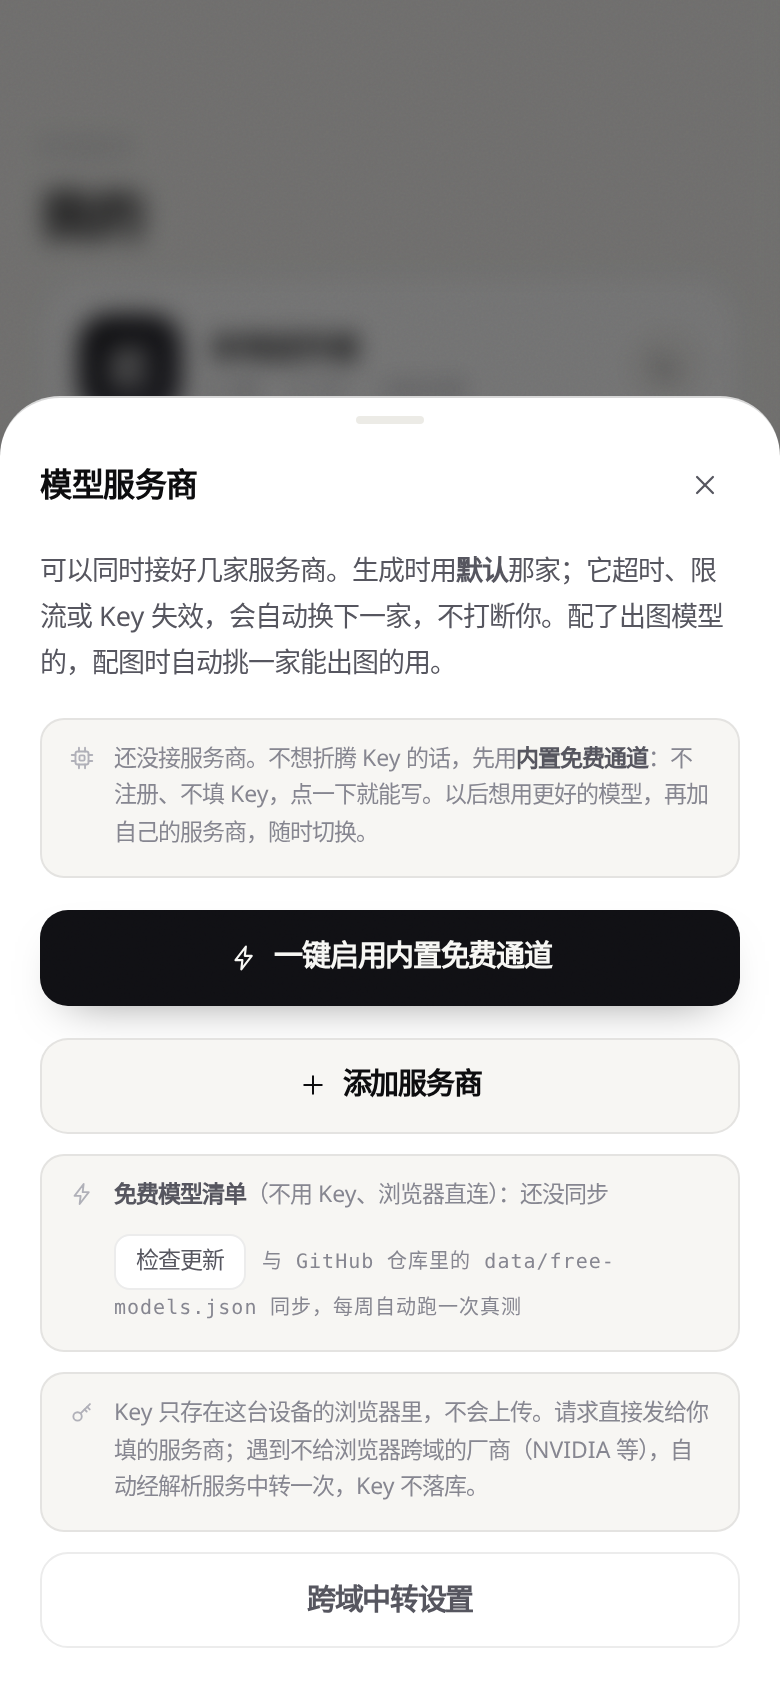 模型服务商
可以同时接好几家服务商。生成时用默认那家；它超时、限
流或 Key 失效，会自动换下一家，不打断你。配了出图模型
的，配图时自动挑一家能出图的用。
还没接服务商。不想折腾 Key 的话，先用内置免费通道：不
注册、不填 Key，点一下就能写。以后想用更好的模型，再加
自己的服务商，随时切换。
一键启用内置免费通道
添加服务商
免费模型清单（不用 Key、浏览器直连）：还没同步
检查更新 与 GitHub 仓库里的 data/free-
models.json 同步，每周自动跑一次真测
Key 只存在这台设备的浏览器里，不会上传。请求直接发给你
填的服务商；遇到不给浏览器跨域的厂商（NVIDIA 等），自
动经解析服务中转一次，Key 不落库。
跨域中转设置